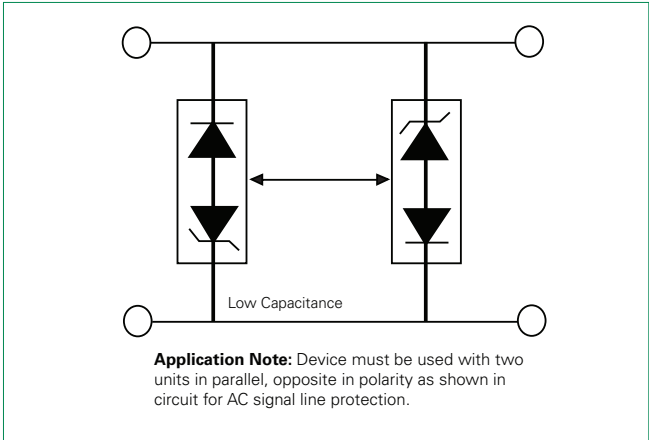 Low Capacitance
Application Note: Device must be used with two
units in parallel, opposite in polarity as shown in
circuit for AC signal line protection.